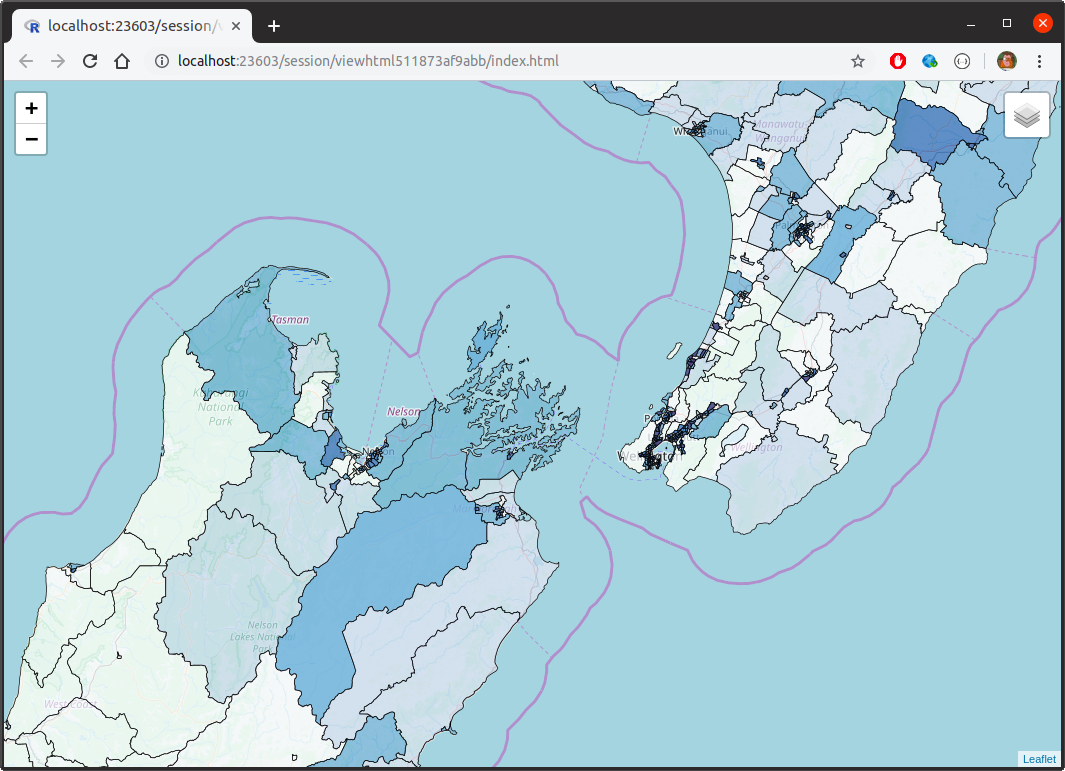 localhost:23603/session/
localhost:23603/session/viewhtml511873af9abb/index.html
+
−
Manawatu
Wanganui
Tasman
National
Park
Nelson
Nelson
Wellington
Wellington
Nelson
Lakes National
Park
West Coast
Leaflet